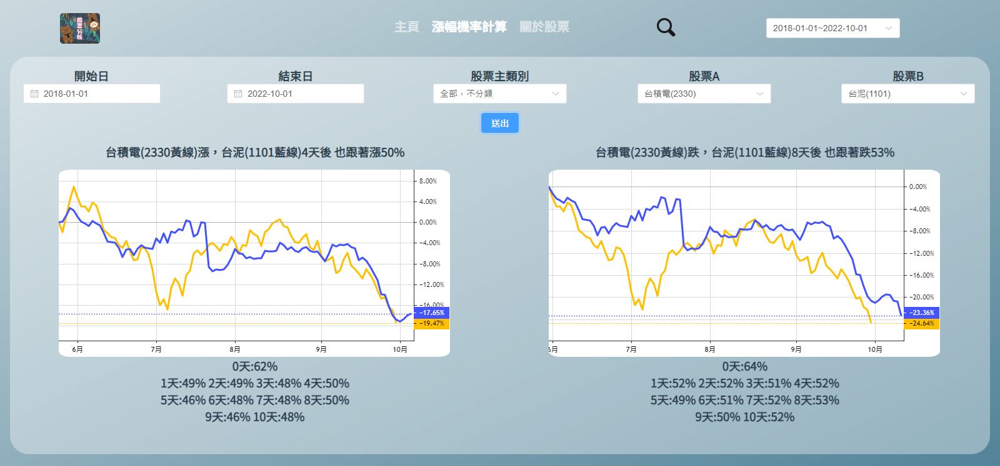 股票分析
主頁 漲幅機率計算 關於股票
2018-01-01~2022-10-01
開始日 結束日 股票主類別 股票A 股票B
2018-01-01 2022-10-01 全部，不分類 台積電(2330) 台泥(1101)
送出
台積電(2330黃線)漲，台泥(1101藍線)4天後 也跟著漲50%
8.00%
4.00%
0.00%
-4.00%
-8.00%
-12.00%
-16.00%
-17.65%
-19.47%
6月 7月 8月 9月 10月
0天:62%
1天:49% 2天:49% 3天:48% 4天:50%
5天:46% 6天:48% 7天:48% 8天:50%
9天:46% 10天:48%
台積電(2330黃線)跌，台泥(1101藍線)8天後 也跟著跌53%
0.00%
-4.00%
-8.00%
-12.00%
-16.00%
-20.00%
-23.36%
-24.64%
6月 7月 8月 9月 10月
0天:64%
1天:52% 2天:52% 3天:51% 4天:52%
5天:49% 6天:51% 7天:52% 8天:53%
9天:50% 10天:52%